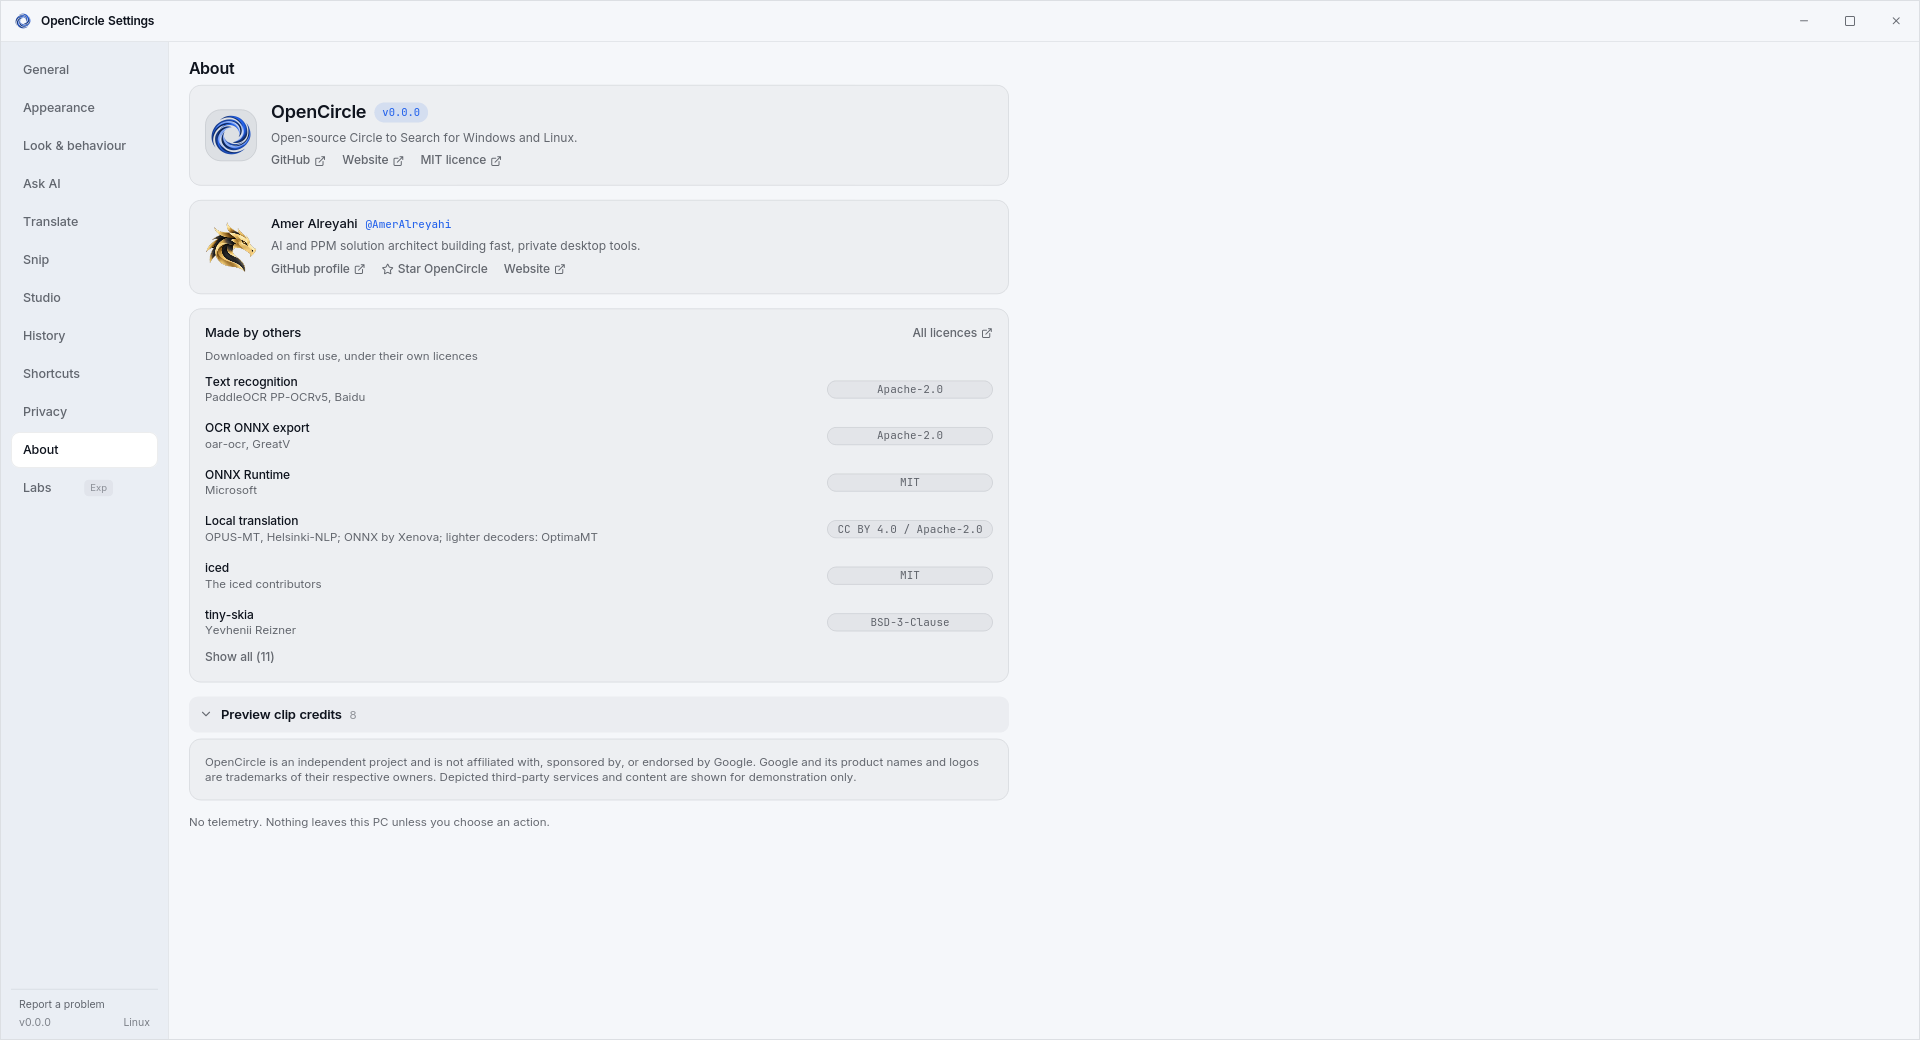 OpenCircle Settings
General
Appearance
Look & behaviour
Ask AI
Translate
Snip
Studio
History
Shortcuts
Privacy
About
Labs Exp
Report a problem
v0.0.0 Linux
About
OpenCircle v0.0.0
Open-source Circle to Search for Windows and Linux.
GitHub Website MIT licence
Amer Alreyahi @AmerAlreyahi
AI and PPM solution architect building fast, private desktop tools.
GitHub profile Star OpenCircle Website
Made by others All licences
Downloaded on first use, under their own licences
Text recognition
PaddleOCR PP-OCRv5, Baidu
Apache-2.0
OCR ONNX export
oar-ocr, GreatV
Apache-2.0
ONNX Runtime
Microsoft
MIT
Local translation
OPUS-MT, Helsinki-NLP; ONNX by Xenova; lighter decoders: OptimaMT
CC BY 4.0 / Apache-2.0
iced
The iced contributors
MIT
tiny-skia
Yevhenii Reizner
BSD-3-Clause
Show all (11)
Preview clip credits 8
OpenCircle is an independent project and is not affiliated with, sponsored by, or endorsed by Google. Google and its product names and logos
are trademarks of their respective owners. Depicted third-party services and content are shown for demonstration only.
No telemetry. Nothing leaves this PC unless you choose an action.